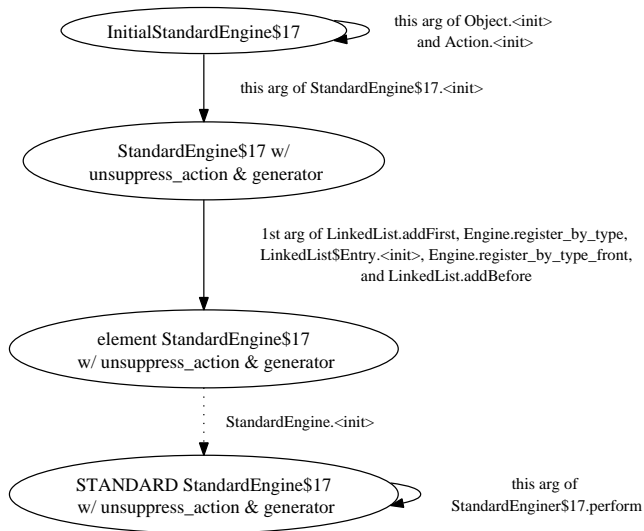 InitialStandardEngine$17
this arg of Object.<init>
and Action.<init>
this arg of StandardEngine$17.<init>
StandardEngine$17 w/
unsuppress_action & generator
1st arg of LinkedList.addFirst, Engine.register_by_type,
LinkedList$Entry.<init>, Engine.register_by_type_front,
and LinkedList.addBefore
element StandardEngine$17
w/ unsuppress_action & generator
StandardEngine.<init>
STANDARD StandardEngine$17
w/ unsuppress_action & generator
this arg of
StandardEnginer$17.perform